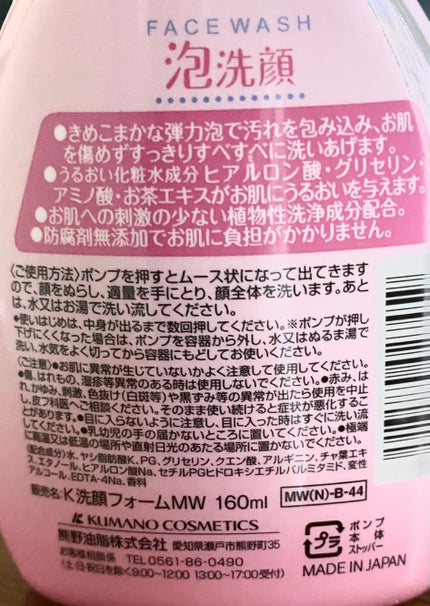 FACE WASH
泡洗顔
●きめこまかな弾力泡で汚れを包み込み、お肌
を傷めずすっきりすべすべに洗いあげます。
●うるおい化粧水成分 ヒアルロン酸・グリセリン・
アミノ酸・お茶エキスがお肌にうるおいを与えます。
●お肌への刺激の少ない植物性洗浄成分配合。
●防腐剤無添加でお肌に負担がかかりません。
〈ご使用方法〉ポンプを押すとムース状になって出てきます
ので、顔をぬらし、適量を手にとり、顔全体を洗います。あと
は、水又はお湯で洗い流してください。
●使いはじめは、中身が出るまで数回押してください。※ポンプが押し
下げにくくなった場合は、ポンプを容器から外し、水又はぬるま湯で
洗い、水気をよく切ってから容器にもどしてお使いください。
〈ご注意〉●お肌に異常が生じていないかよく注意して使用してください。
●傷、はれもの、湿疹等異常のある時は使用しないでください。●赤み、は
れ、かゆみ、刺激、色抜け(白斑等)や黒ずみ等の異常が出たら使用を中止
し、皮フ科医へご相談ください。そのまま使い続けると症状が悪化するこ
とがあります。●目に入らないように注意し、目に入った時はすぐに洗い流
してください。●乳幼児の手の届かないところに置いてください。●極端
に高温又は低温の場所や直射日光のあたる場所に置かないでください。
〈配合成分〉水、ヤシ脂肪酸K、PG、グリセリン、クエン酸、アルギニン、チャ葉エキ
ス、エタノール、ヒアルロン酸Na、セチルPGヒドロキシエチルパルミタミド、変性
アルコール、EDTA-4Na、香料
販売名:K洗顔フォームMW 160ml MW(N)-B-44
KUMANO COSMETICS
熊野油脂株式会社 愛知県瀬戸市熊野町35
お客様相談係 TEL0561-86-0490
(土・日・祝日を除く9:00~12:00 13:00~17:00受付)
プラ
ポンプ
本体
ストッパー
MADE IN JAPAN